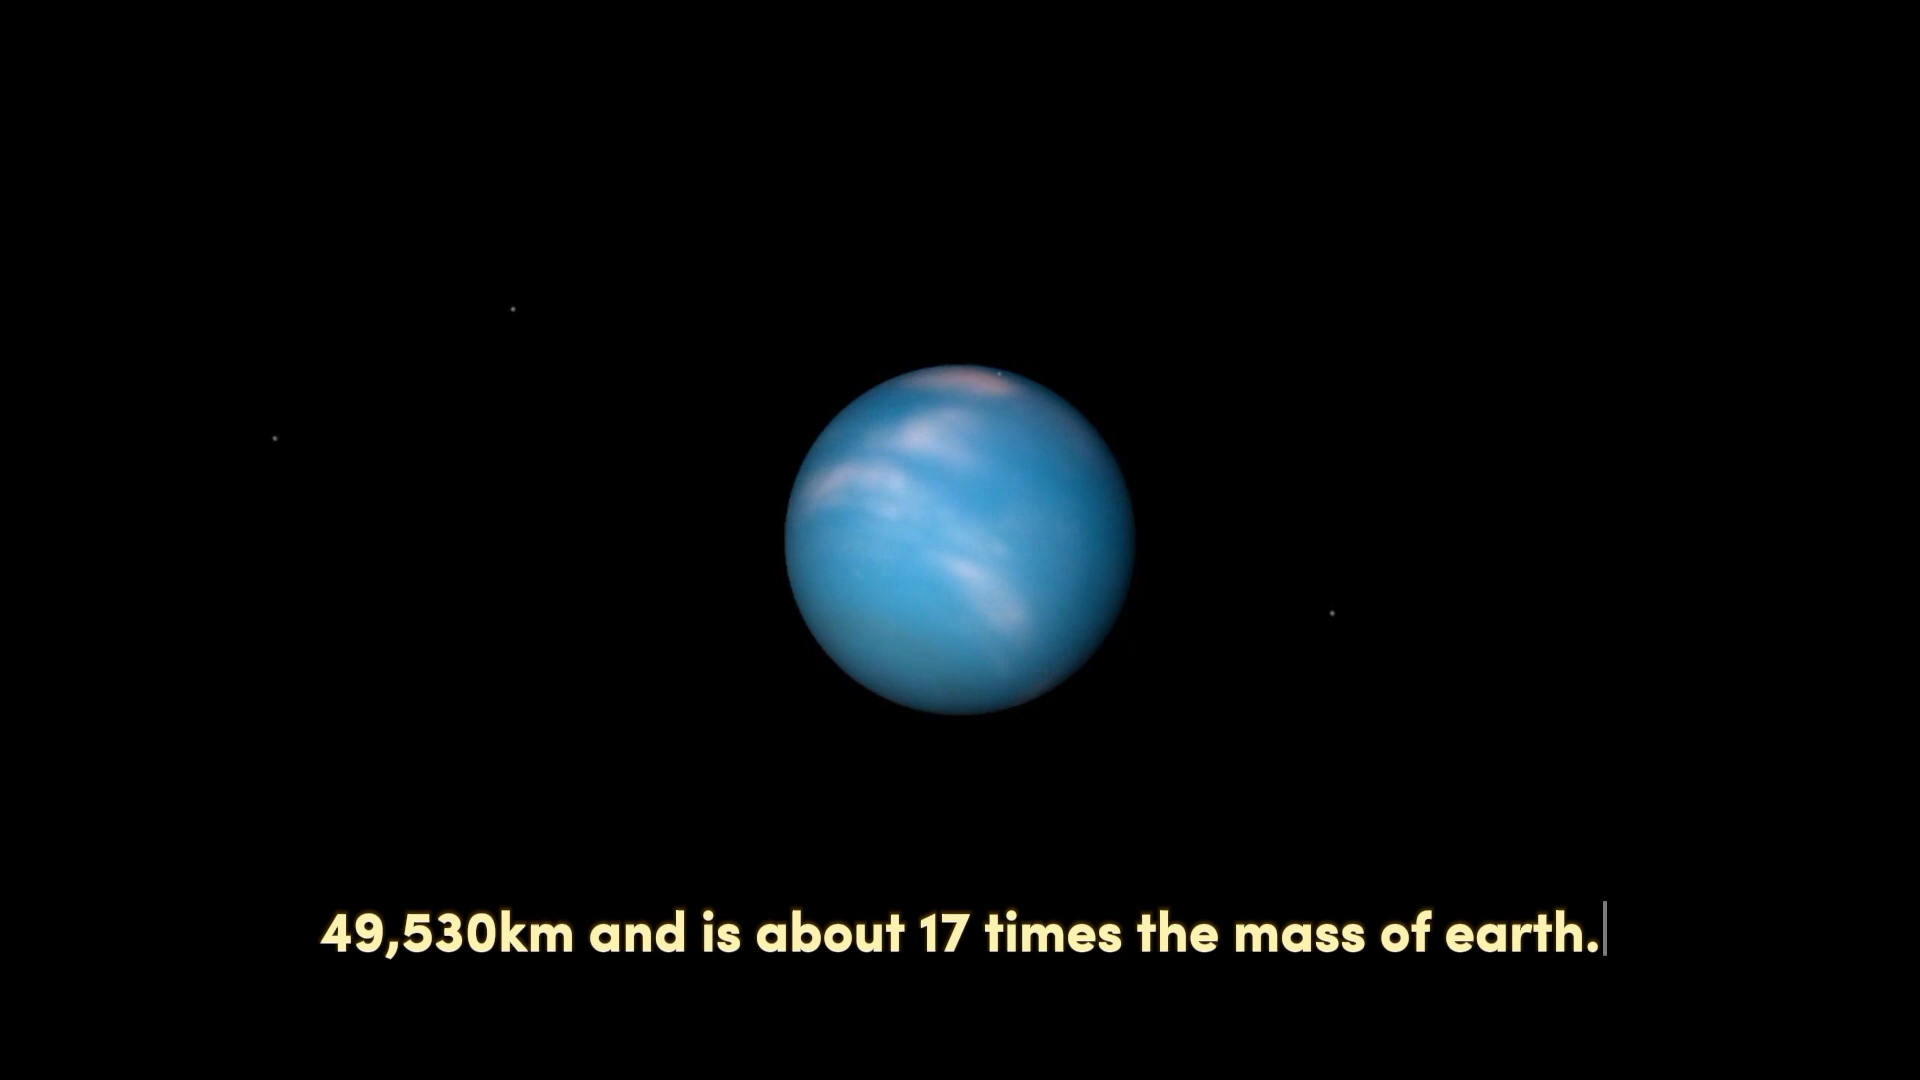 49,530km and is about 17 times the mass of earth.